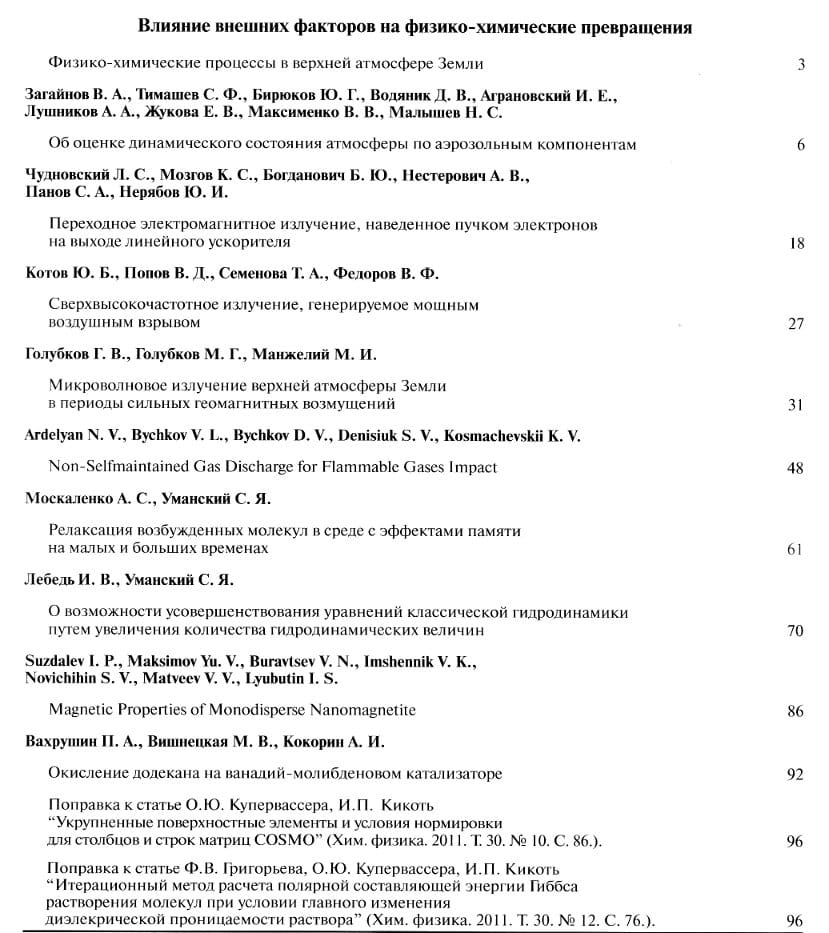 Влияние внешних факторов на физико-химические превращения
Физико-химические процессы в верхней атмосфере Земли 3
Загайнов В. А., Тимашев С. Ф., Бирюков Ю. Г., Водяник Д. В., Аграновский И. Е.,
Лушников А. А., Жукова Е. В., Максименко В. В., Малышев Н. С.
Об оценке динамического состояния атмосферы по аэрозольным компонентам 6
Чудновский Л. С., Мозгов К. С., Богданович Б. Ю., Нестерович А. В.,
Панов С. А., Нерябов Ю. И.
Переходное электромагнитное излучение, наведенное пучком электронов
на выходе линейного ускорителя 18
Котов Ю. Б., Попов В. Д., Семенова Т. А., Федоров В. Ф.
Сверхвысокочастотное излучение, генерируемое мощным
воздушным взрывом 27
Голубков Г. В., Голубков М. Г., Манжелий М. И.
Микроволновое излучение верхней атмосферы Земли
в периоды сильных геомагнитных возмущений 31
Ardelyan N. V., Bychkov V. L., Bychkov D. V., Denisiuk S. V., Kosmachevskii K. V.
Non-Selfmaintained Gas Discharge for Flammable Gases Impact 48
Москаленко А. С., Уманский С. Я.
Релаксация возбужденных молекул в среде с эффектами памяти
на малых и больших временах 61
Лебедь И. В., Уманский С. Я.
О возможности усовершенствования уравнений классической гидродинамики
путем увеличения количества гидродинамических величин 70
Suzdalev I. P., Maksimov Yu. V., Buravtsev V. N., Imshennik V. K.,
Novichihin S. V., Matveev V. V., Lyubutin I. S.
Magnetic Properties of Monodisperse Nanomagnetite 86
Вахрушин П. А., Вишнецкая М. В., Кокорин А. И.
Окисление додекана на ванадий-молибденовом катализаторе 92
Поправка к статье О.Ю. Купервассера, И.П. Кикоть
“Укрупненные поверхностные элементы и условия нормировки
для столбцов и строк матриц COSMO” (Хим. физика. 2011. Т. 30. № 10. С. 86.). 96
Поправка к статье Ф.В. Григорьева, О.Ю. Купервассера, И.П. Кикоть
“Итерационный метод расчета полярной составляющей энергии Гиббса
растворения молекул при условии главного изменения
диэлекрической проницаемости раствора” (Хим. физика. 2011. Т. 30. № 12. С. 76.). 96